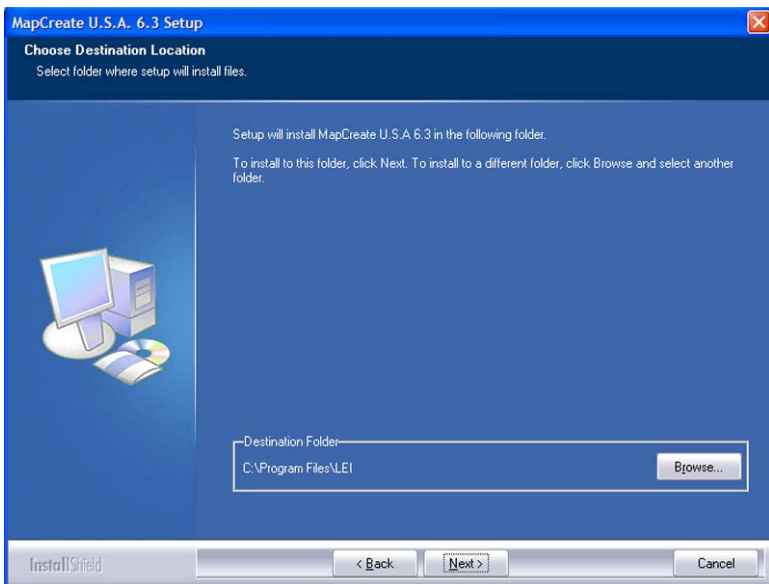 MapCreate U.S.A. 6.3 Setup
Choose Destination Location
Select folder where setup will install files.
Setup will install MapCreate U.S.A 6.3 in the following folder.
To install to this folder, click Next. To install to a different folder, click Browse and select another
folder.
Destination Folder
C:\Program Files\LEI
Browse...
InstallShield
< Back
Next >
Cancel